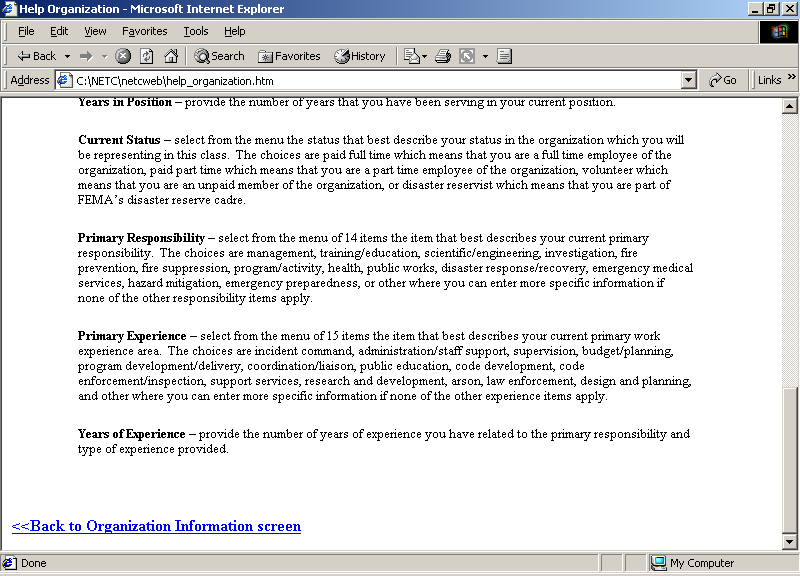 Help Organization - Microsoft Internet Explorer
File Edit View Favorites Tools Help
Back Search Favorites History
Address C:\NETC\netcweb\help_organization.htm Go Links »
Years in Position – provide the number of years that you have been serving in your current position.
Current Status – select from the menu the status that best describe your status in the organization which you will
be representing in this class. The choices are paid full time which means that you are a full time employee of the
organization, paid part time which means that you are a part time employee of the organization, volunteer which
means that you are an unpaid member of the organization, or disaster reservist which means that you are part of
FEMA's disaster reserve cadre.
Primary Responsibility – select from the menu of 14 items the item that best describes your current primary
responsibility. The choices are management, training/education, scientific/engineering, investigation, fire
prevention, fire suppression, program/activity, health, public works, disaster response/recovery, emergency medical
services, hazard mitigation, emergency preparedness, or other where you can enter more specific information if
none of the other responsibility items apply.
Primary Experience – select from the menu of 15 items the item that best describes your current primary work
experience area. The choices are incident command, administration/staff support, supervision, budget/planning,
program development/delivery, coordination/liaison, public education, code development, code
enforcement/inspection, support services, research and development, arson, law enforcement, design and planning,
and other where you can enter more specific information if none of the other experience items apply.
Years of Experience – provide the number of years of experience you have related to the primary responsibility and
type of experience provided.
<<Back to Organization Information screen
Done My Computer